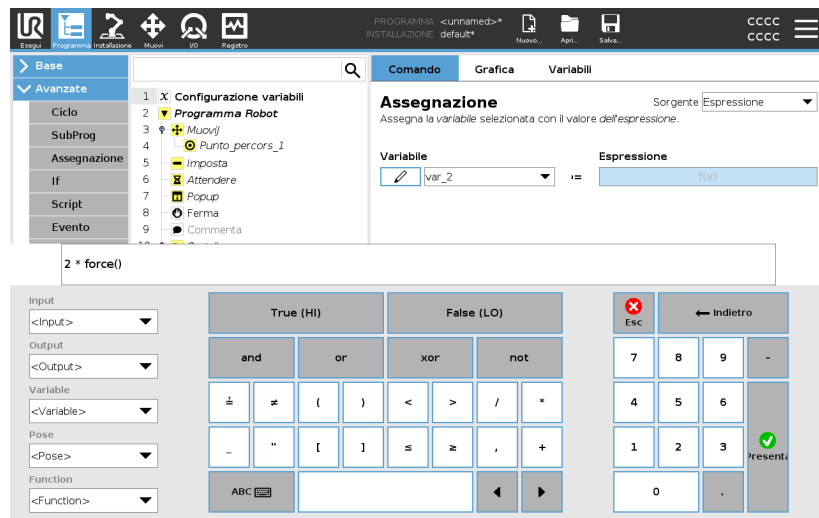 PROGRAMMA <unnamed>*
INSTALLAZIONE default*
UR
Esegui Programma Installazione Muovi I/O Registro
Nuovo... Apri... Salva...
CCCC
CCCC
Base
Avanzate
Ciclo
SubProg
Assegnazione
If
Script
Evento
1 X Configurazione variabili
2 Programma Robot
3 MuoviJ
4 Punto_percors_1
5 Imposta
6 Attendere
7 Popup
8 Ferma
9 Commenta
Comando Grafica Variabili
Assegnazione
Sorgente Espressione
Assegna la variabile selezionata con il valore dell'espressione.
Variabile Espressione
var_2 := f(x)
2 * force()
Input
<Input>
Output
<Output>
Variable
<Variable>
Pose
<Pose>
Function
<Function>
True (HI) False (LO)
and or xor not
≟ ≠ ( ) < > / *
_ " [ ] ≤ ≥ , +
ABC
Esc Indietro
7 8 9 -
4 5 6
1 2 3
Presenta
0 .